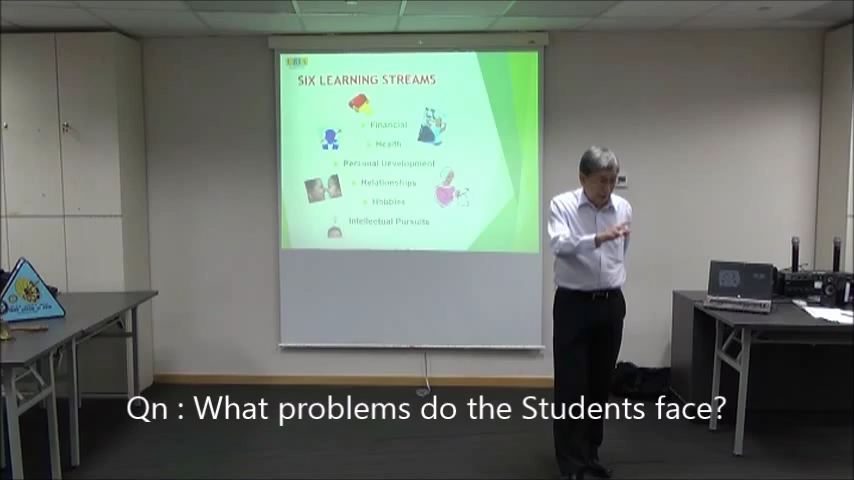 SIX LEARNING STREAMS
Financial
Health
Personal Development
Relationships
Hobbies
Intellectual Pursuits
Qn : What problems do the Students face?